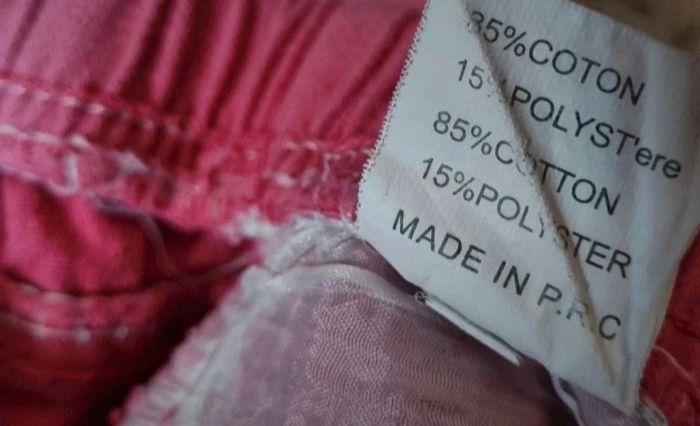 85%COTON
15%POLYST'ere
85%COTTON
15%POLYSTER
MADE IN P.R.C